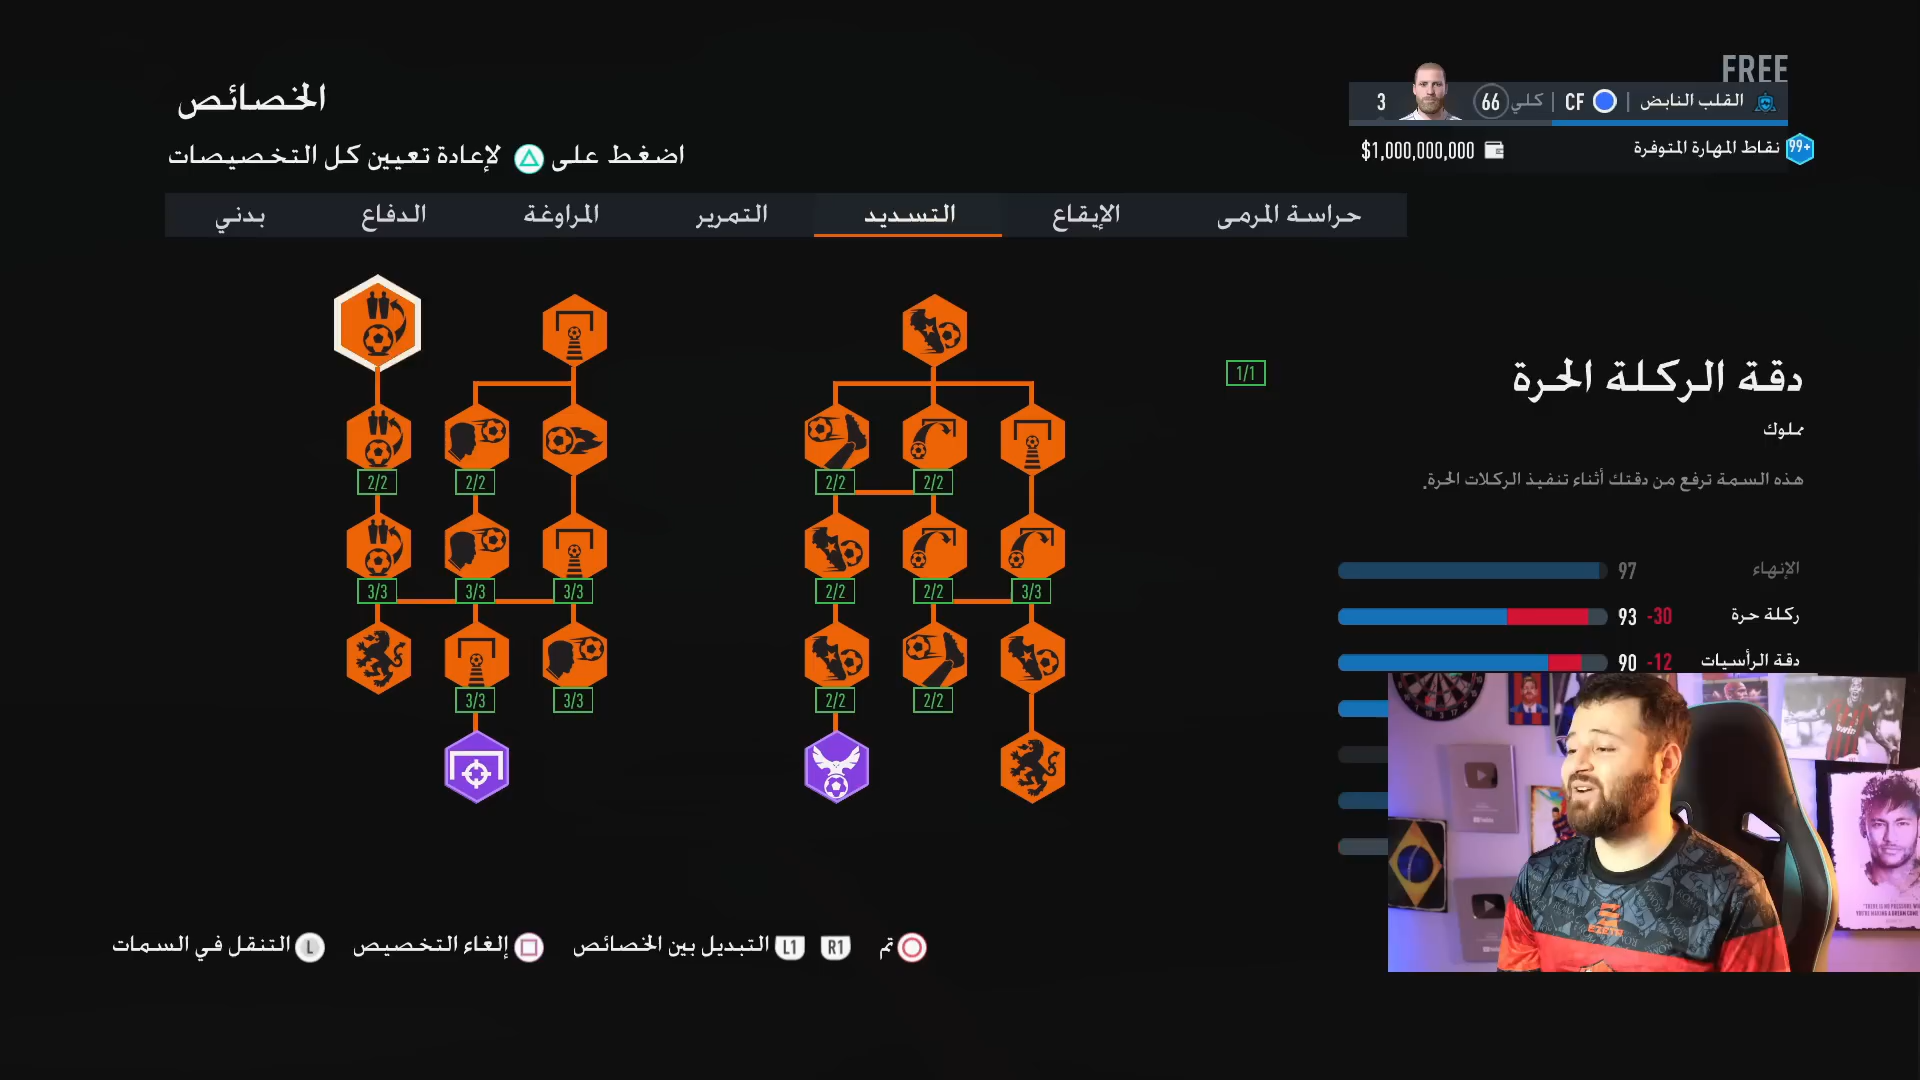 الخصائص
اضغط على لإعادة تعيين كل التخصيصات
FREE
القلب النابض | CF | كلي 66 3
$1,000,000,000
نقاط المهارة المتوفرة +99
حراسة المرمى الإيقاع التسديد التمرير المراوغة الدفاع بدني
2/2 2/2 2/2 2/2
3/3 3/3 3/3 2/2 2/2 3/3
3/3 3/3 2/2 2/2
1/1
دقة الركلة الحرة
مملوك
هذه السمة ترفع من دقتك أثناء تنفيذ الركلات الحرة.
الإنهاء 97
ركلة حرة -30 93
دقة الرأسيات -12 90
تم R1 L1 التبديل بين الخصائص إلغاء التخصيص L التنقل في السمات
EZETO